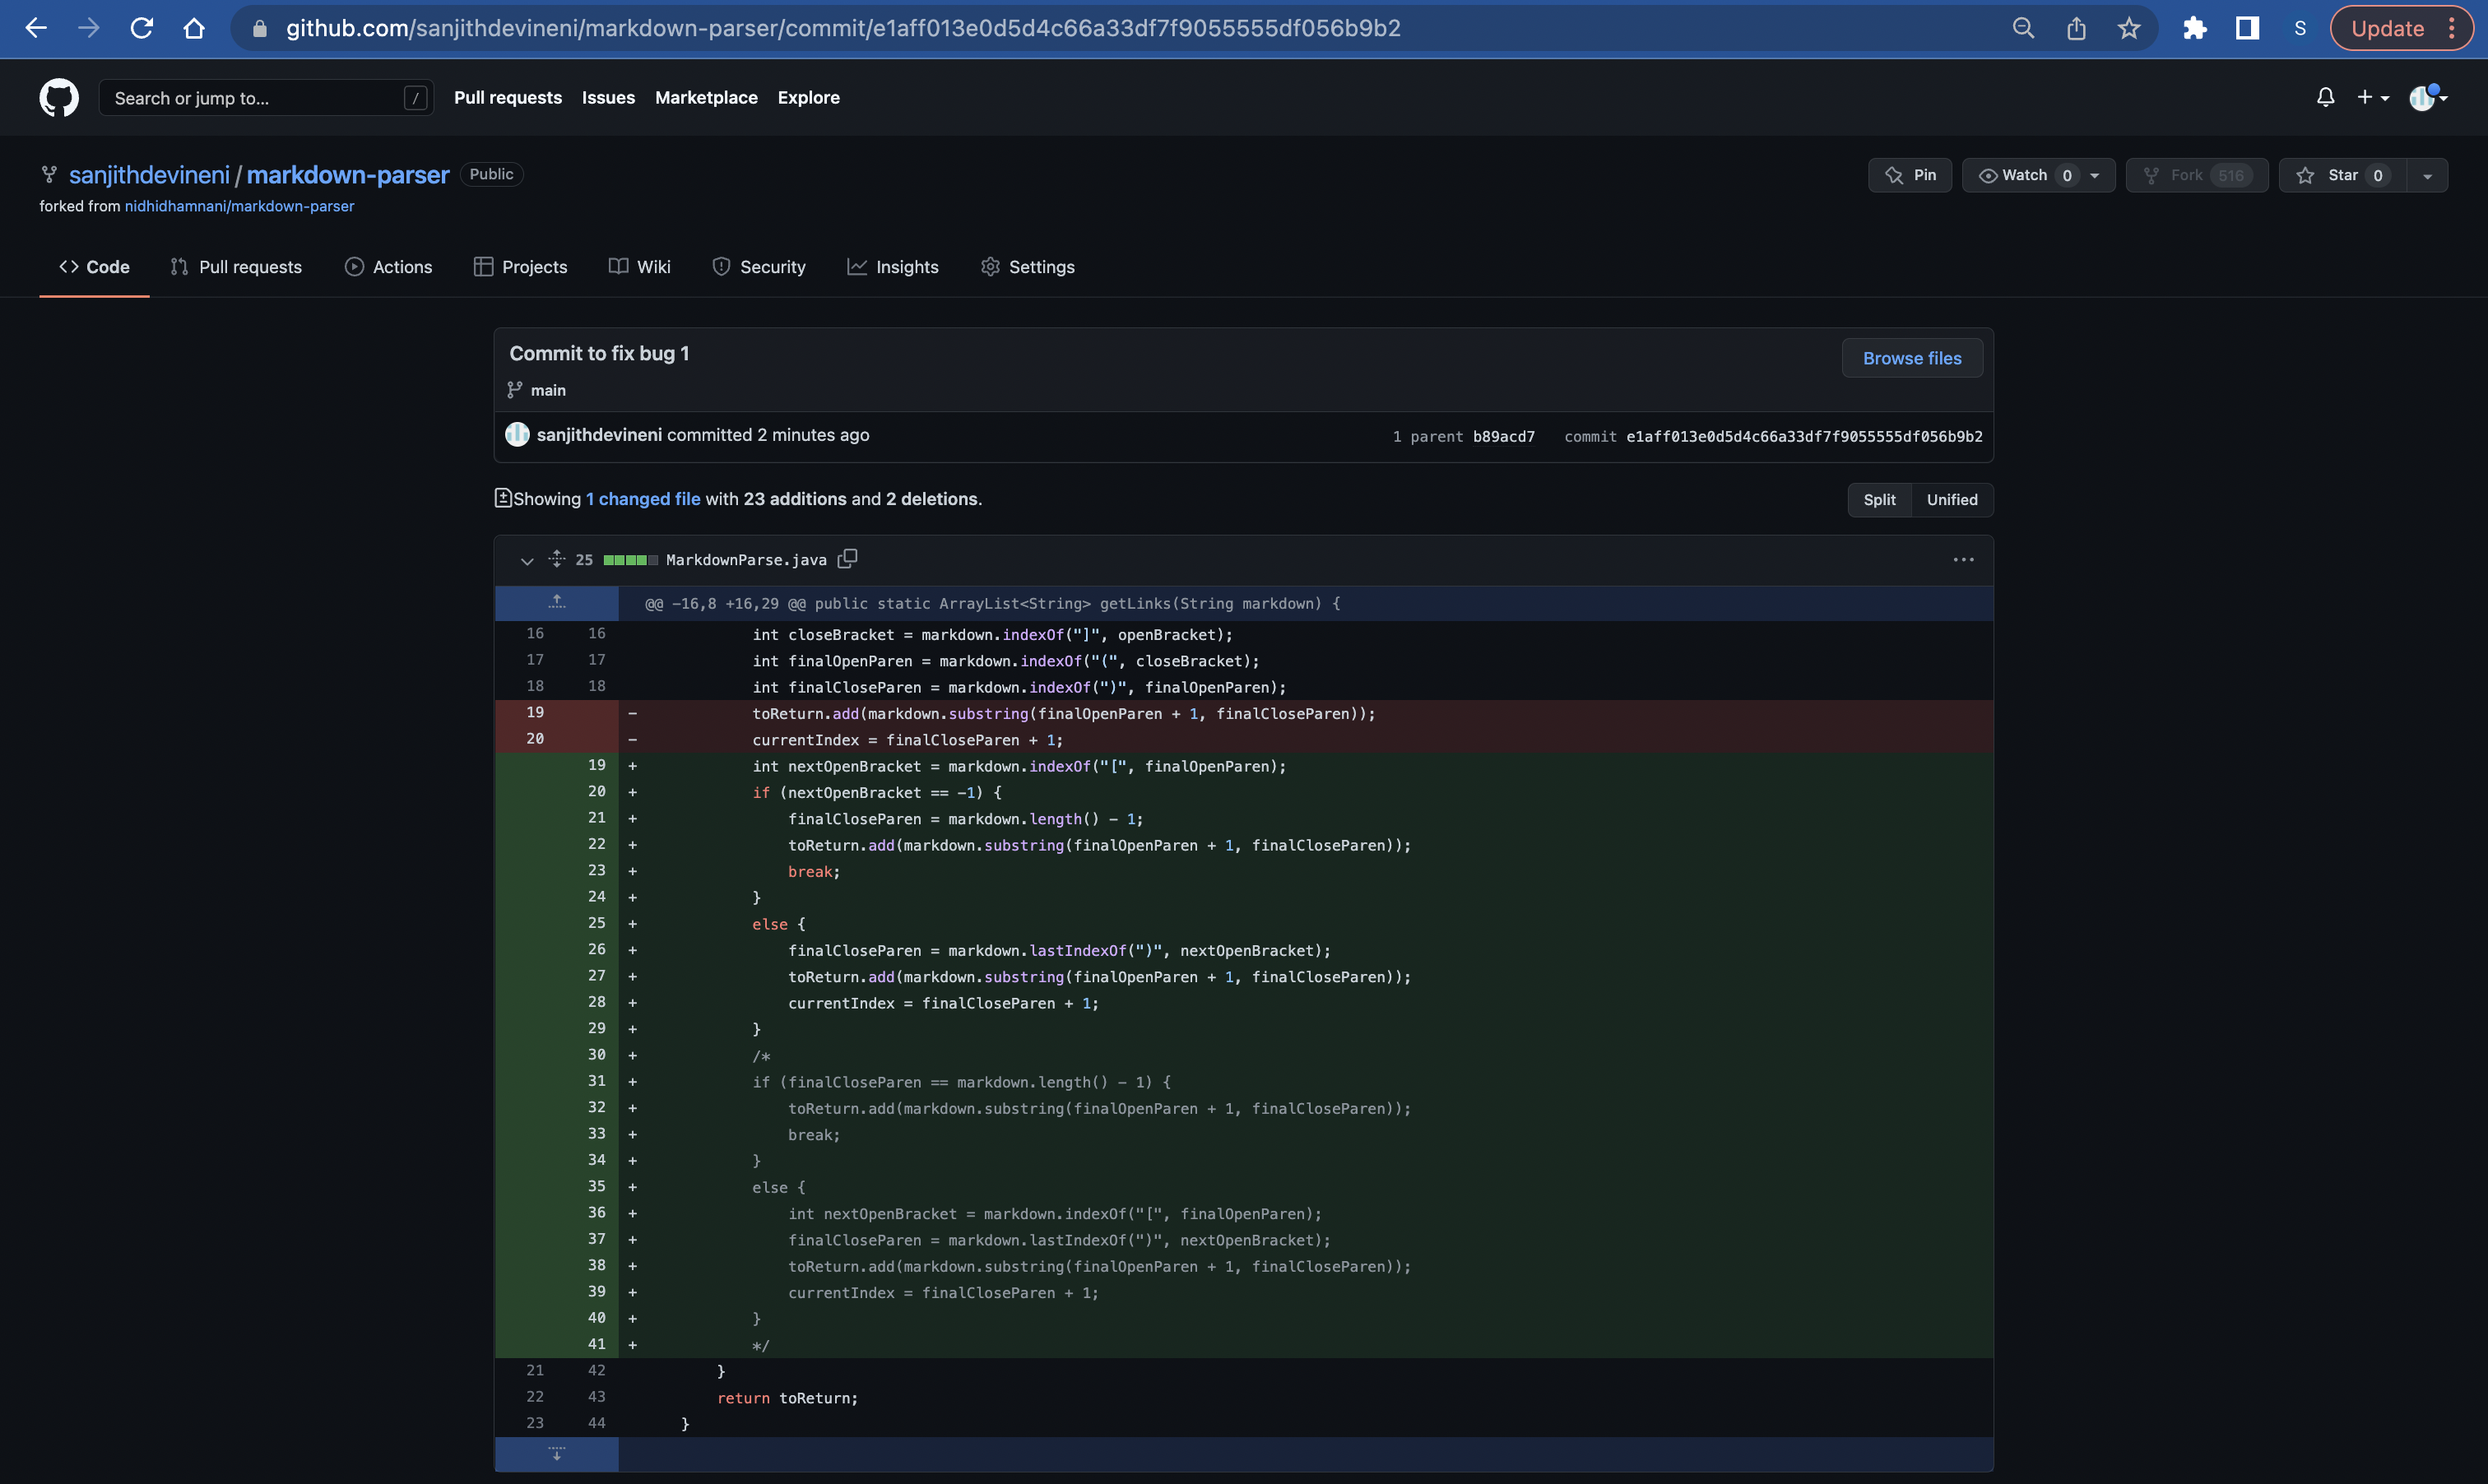 github.com/sanjithdevineni/markdown-parser/commit/e1aff013e0d5d4c66a33df7f9055555df056b9b2
S
Update
Search or jump to...
/
Pull requests Issues Marketplace Explore
sanjithdevineni / markdown-parser Public
Pin
Watch 0
Fork 516
Star 0
forked from nidhidhamnani/markdown-parser
Code Pull requests Actions Projects Wiki Security Insights Settings
Commit to fix bug 1
Browse files
main
sanjithdevineni committed 2 minutes ago
1 parent b89acd7 commit e1aff013e0d5d4c66a33df7f9055555df056b9b2
Showing 1 changed file with 23 additions and 2 deletions.
Split Unified
25 MarkdownParse.java
@@ -16,8 +16,29 @@ public static ArrayList<String> getLinks(String markdown) {
16 16 int closeBracket = markdown.indexOf("]", openBracket);
17 17 int finalOpenParen = markdown.indexOf("(", closeBracket);
18 18 int finalCloseParen = markdown.indexOf(")", finalOpenParen);
19 - toReturn.add(markdown.substring(finalOpenParen + 1, finalCloseParen));
20 - currentIndex = finalCloseParen + 1;
19 + int nextOpenBracket = markdown.indexOf("[", finalOpenParen);
20 + if (nextOpenBracket == -1) {
21 + finalCloseParen = markdown.length() - 1;
22 + toReturn.add(markdown.substring(finalOpenParen + 1, finalCloseParen));
23 + break;
24 + }
25 + else {
26 + finalCloseParen = markdown.lastIndexOf(")", nextOpenBracket);
27 + toReturn.add(markdown.substring(finalOpenParen + 1, finalCloseParen));
28 + currentIndex = finalCloseParen + 1;
29 + }
30 + /*
31 + if (finalCloseParen == markdown.length() - 1) {
32 + toReturn.add(markdown.substring(finalOpenParen + 1, finalCloseParen));
33 + break;
34 + }
35 + else {
36 + int nextOpenBracket = markdown.indexOf("[", finalOpenParen);
37 + finalCloseParen = markdown.lastIndexOf(")", nextOpenBracket);
38 + toReturn.add(markdown.substring(finalOpenParen + 1, finalCloseParen));
39 + currentIndex = finalCloseParen + 1;
40 + }
41 + */
21 42 }
22 43 return toReturn;
23 44 }